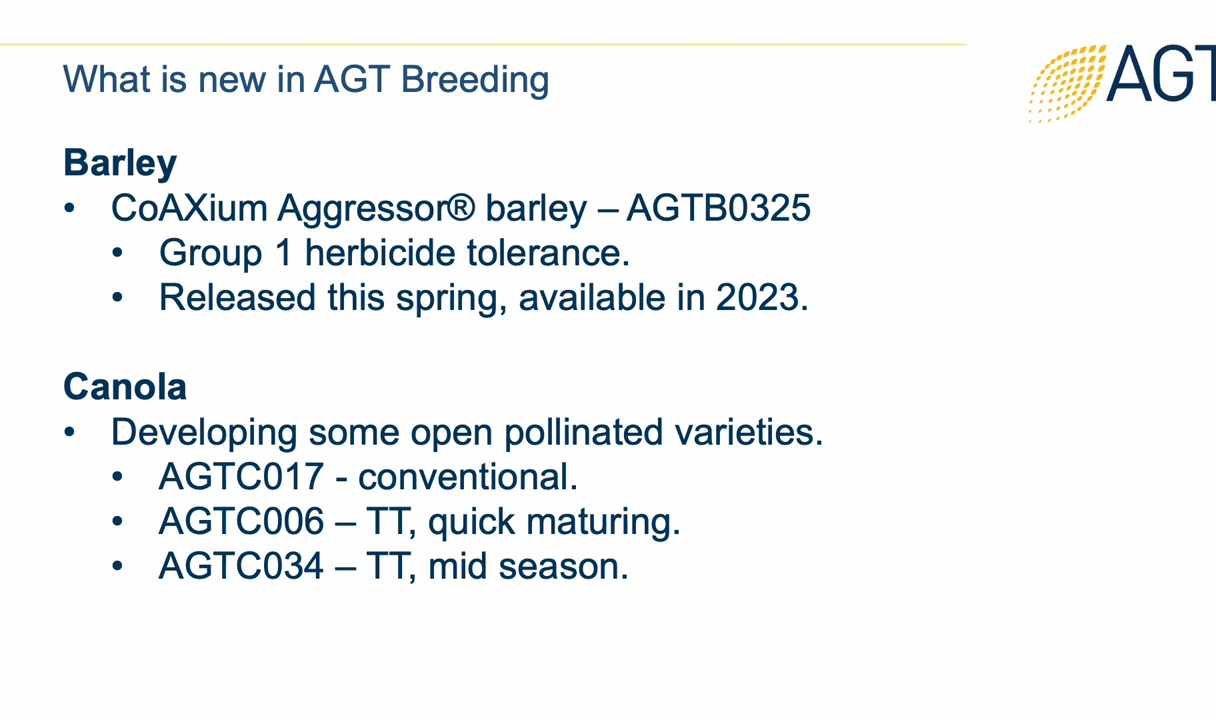 What is new in AGT Breeding
AGT
Barley
• CoAXium Aggressor® barley – AGTB0325
• Group 1 herbicide tolerance.
• Released this spring, available in 2023.
Canola
• Developing some open pollinated varieties.
• AGTC017 - conventional.
• AGTC006 – TT, quick maturing.
• AGTC034 – TT, mid season.